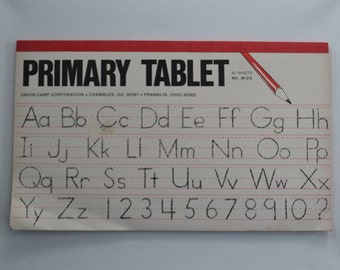 PRIMARY TABLET
UNION CAMP CORPORATION • CHAMBLEE, GA. 30341 • FRANKLIN, OHIO 45005
Aa Bb Cc Dd Ee Ff Gg Hh
Ii Jj Kk Ll Mm Nn Oo Pp
Qq Rr Ss Tt Uu Vv Ww Xx
Yy Zz 1 2 3 4 5 6 7 8 9 10 ?